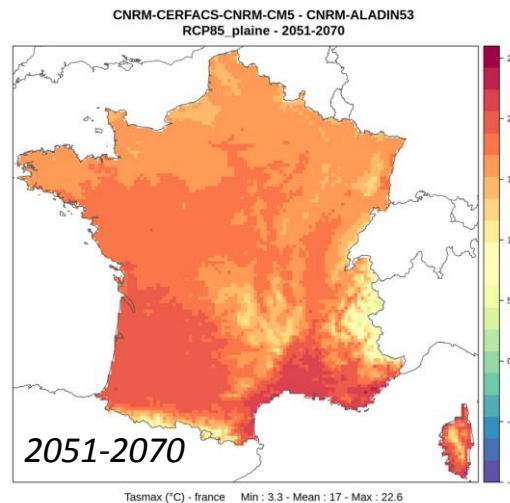 CNRM-CERFACS-CNRM-CM5 - CNRM-ALADIN53
RCP85_plaine - 2051-2070
2051-2070
Tasmax (°C) - france Min : 3.3 - Mean : 17 - Max : 22.6